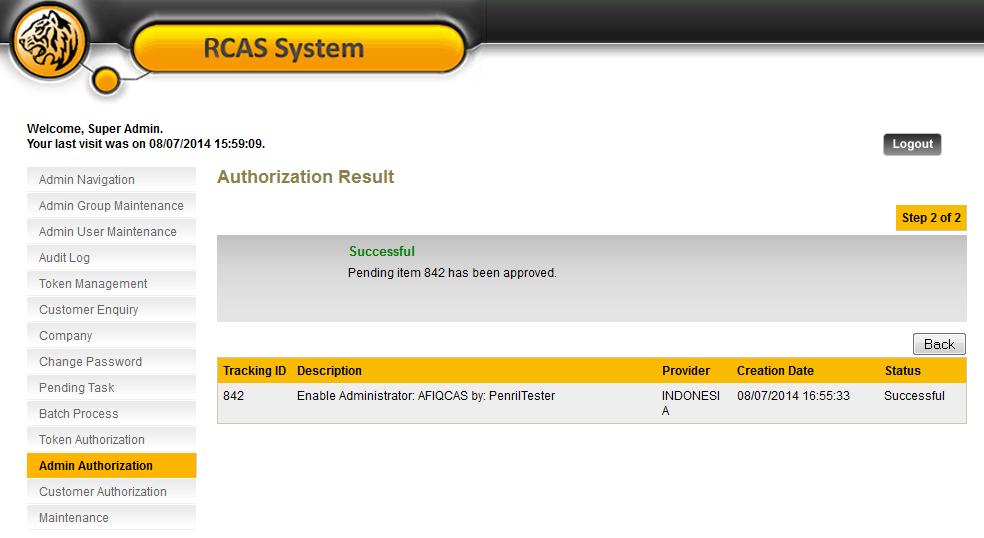 RCAS System
Welcome, Super Admin.
Your last visit was on 08/07/2014 15:59:09.
Logout
Admin Navigation
Admin Group Maintenance
Admin User Maintenance
Audit Log
Token Management
Customer Enquiry
Company
Change Password
Pending Task
Batch Process
Token Authorization
Admin Authorization
Customer Authorization
Maintenance
Authorization Result
Step 2 of 2
Successful
Pending item 842 has been approved.
Back
Tracking ID Description Provider Creation Date Status
842 Enable Administrator: AFIQCAS by: PenrilTester INDONESI 08/07/2014 16:55:33 Successful
A